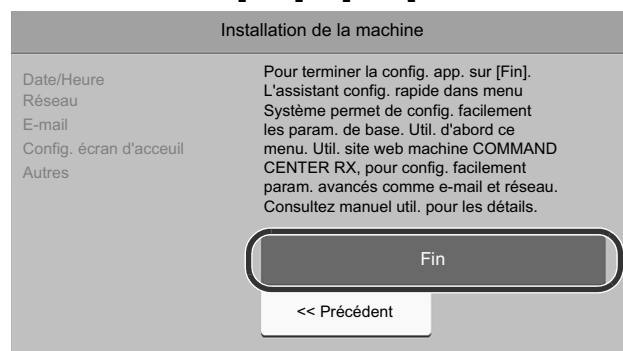 Installation de la machine
Date/Heure
Réseau
E-mail
Config. écran d'acceuil
Autres
Pour terminer la config. app. sur [Fin].
L'assistant config. rapide dans menu
Système permet de config. facilement
les param. de base. Util. d'abord ce
menu. Util. site web machine COMMAND
CENTER RX, pour config. facilement
param. avancés comme e-mail et réseau.
Consultez manuel util. pour les détails.
Fin
<< Précédent